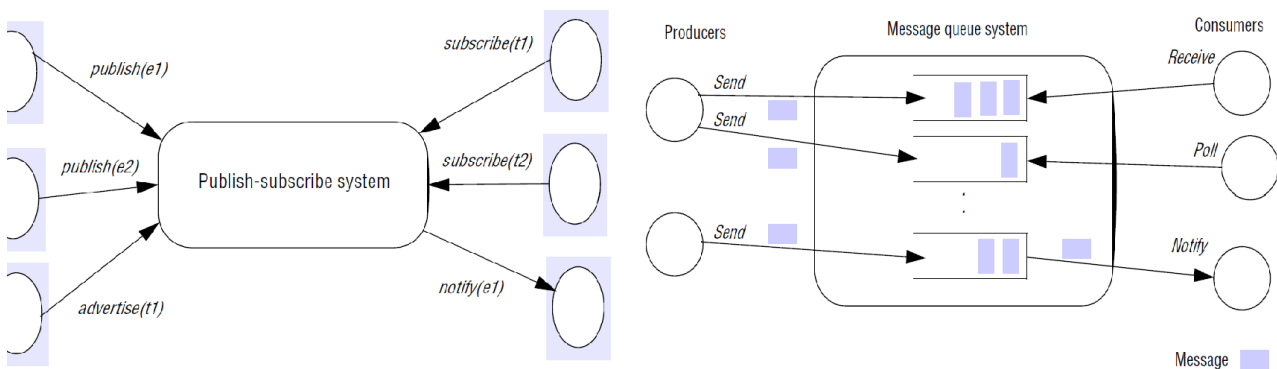 publish(e1)
publish(e2)
advertise(t1)
Publish-subscribe system
subscribe(t1)
subscribe(t2)
notify(e1)
Producers
Message queue system
Consumers
Send
Send
Send
Receive
Poll
Notify
Message